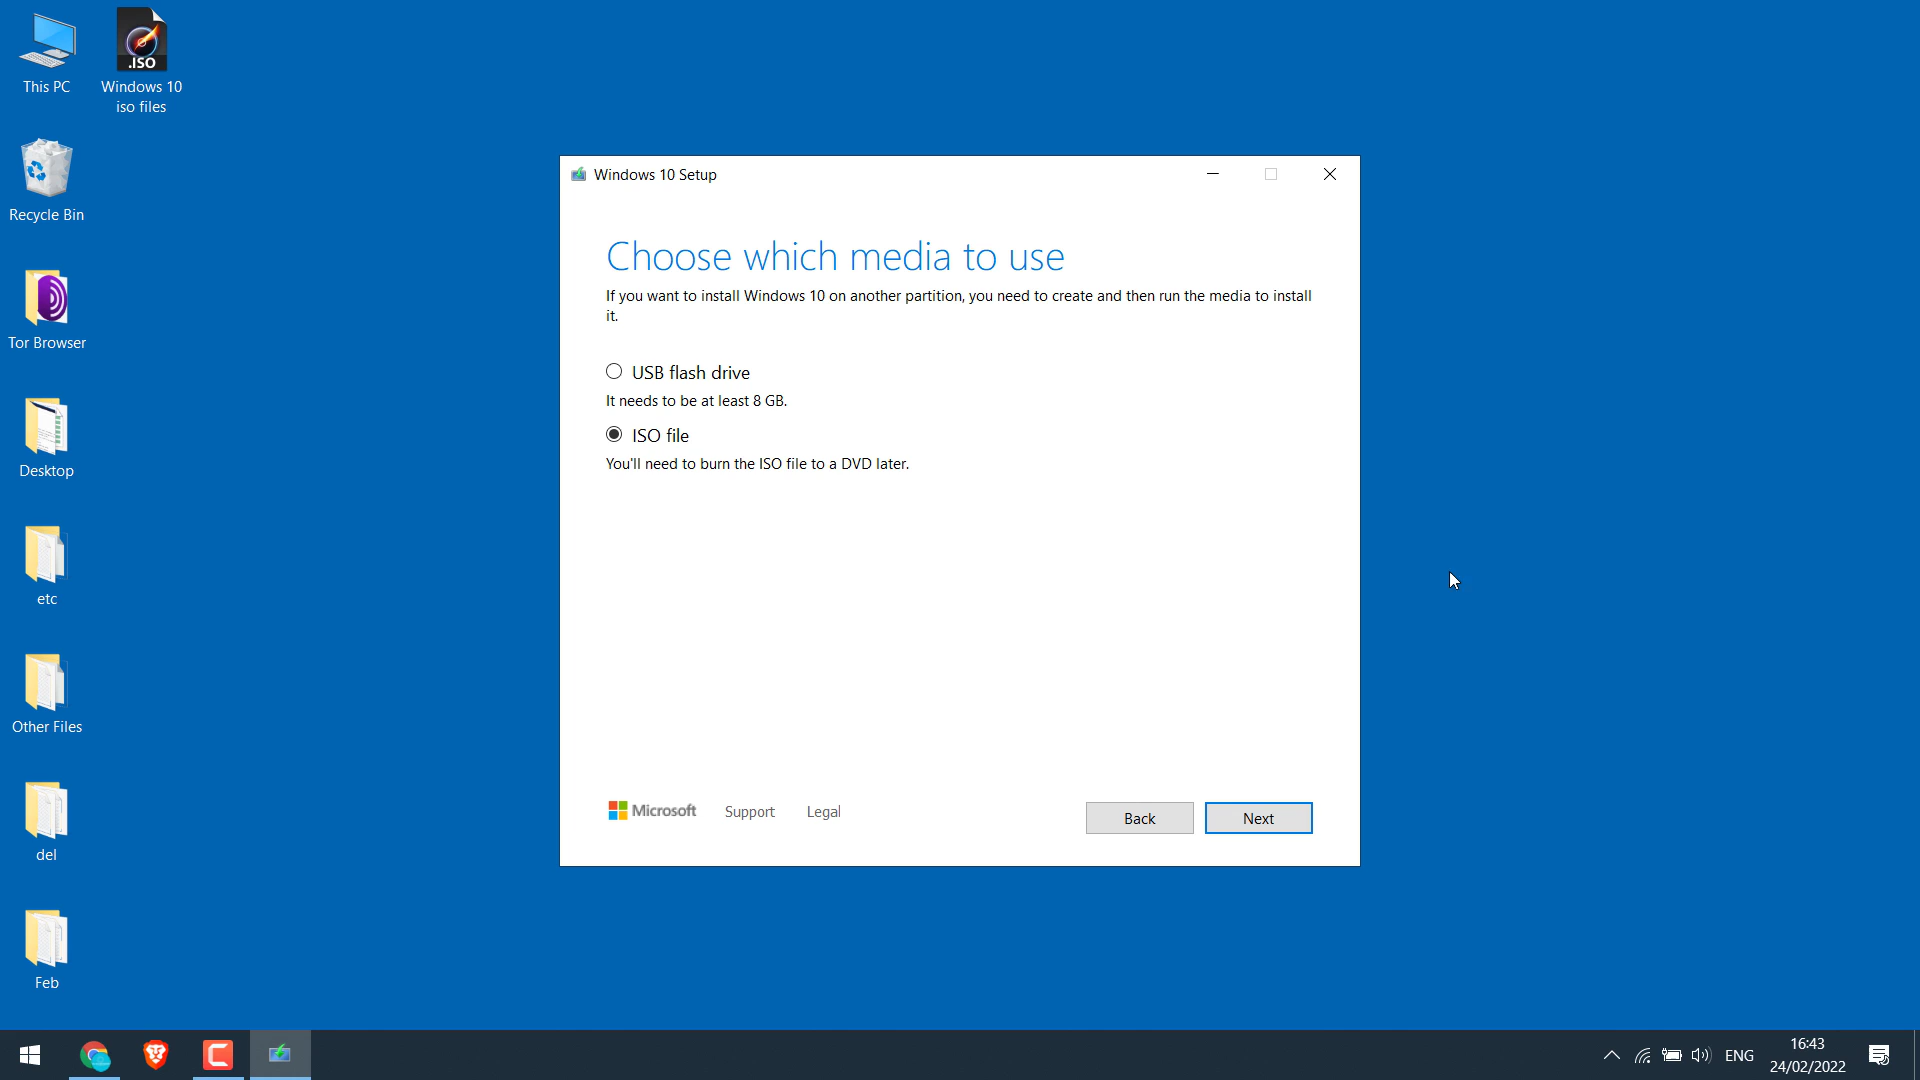 This PC
.ISO
Windows 10
iso files
Recycle Bin
Tor Browser
Desktop
etc
Other Files
del
Feb
Windows 10 Setup
Choose which media to use
If you want to install Windows 10 on another partition, you need to create and then run the media to install
it.
USB flash drive
It needs to be at least 8 GB.
ISO file
You'll need to burn the ISO file to a DVD later.
Microsoft Support Legal
Back Next
ENG
16:43
24/02/2022